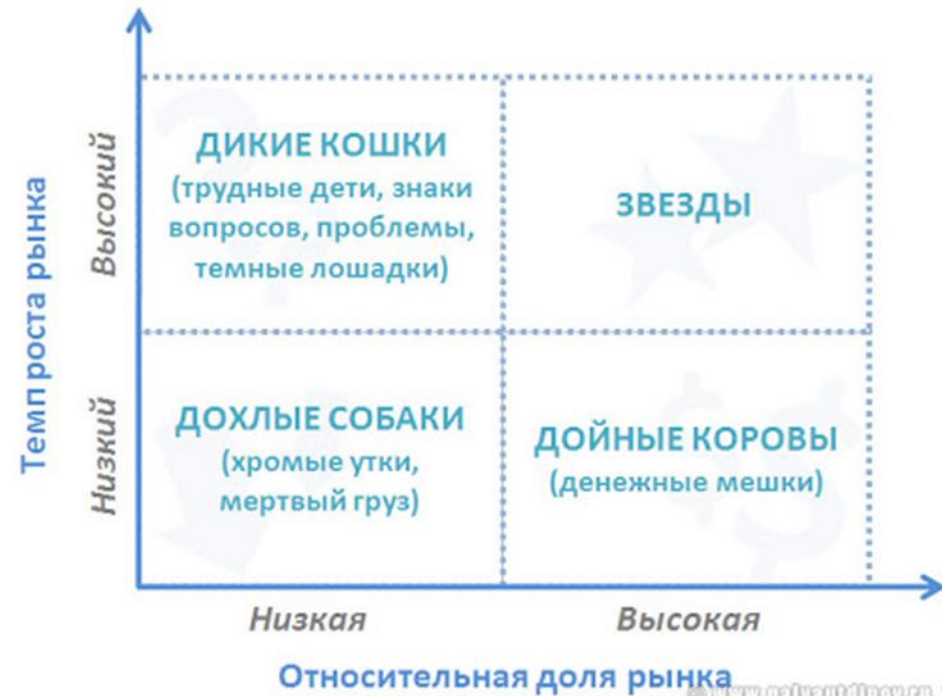 Темп роста рынка
Высокий
Низкий
ДИКИЕ КОШКИ
(трудные дети, знаки
вопросов, проблемы,
темные лошадки)
ЗВЕЗДЫ
ДОХЛЫЕ СОБАКИ
(хромые утки,
мертвый груз)
ДОЙНЫЕ КОРОВЫ
(денежные мешки)
Низкая
Высокая
Относительная доля рынка